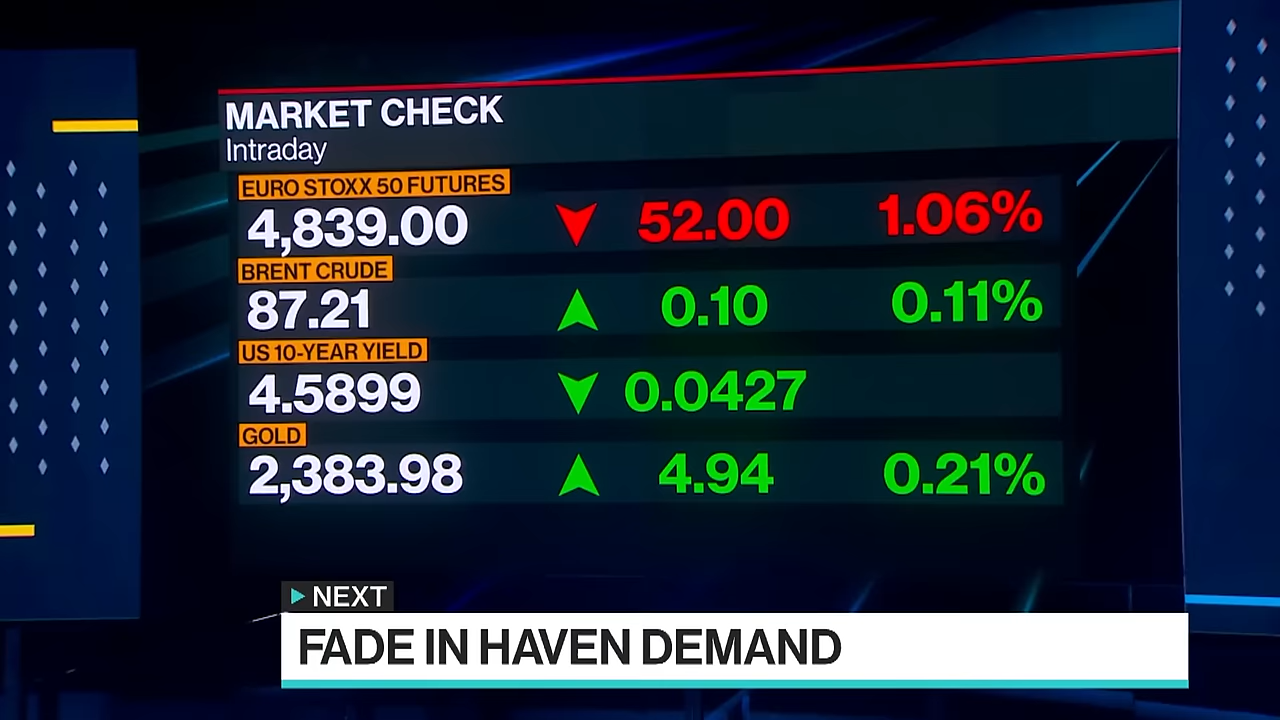 MARKET CHECK
Intraday
EURO STOXX 50 FUTURES
4,839.00 ▼ 52.00 1.06%
BRENT CRUDE
87.21 ▲ 0.10 0.11%
US 10-YEAR YIELD
4.5899 ▼ 0.0427
GOLD
2,383.98 ▲ 4.94 0.21%
▶ NEXT
FADE IN HAVEN DEMAND